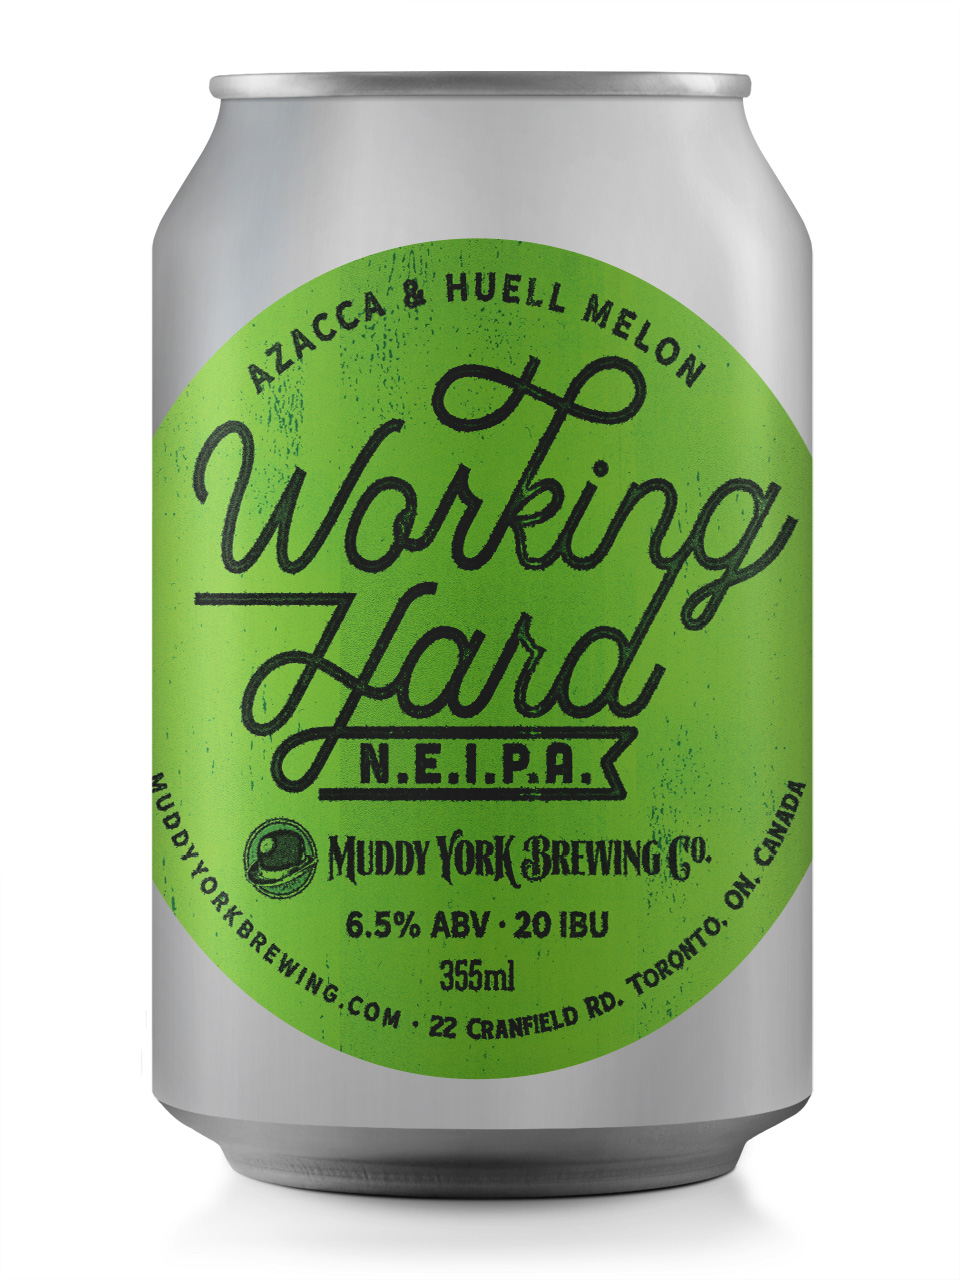 AZACCA & HUELL MELON
Working
Hard
N.E.I.P.A.
MUDDY YORK BREWING CO.
6.5% ABV · 20 IBU
355ml
MUDDYYORKBREWING.COM · 22 CRANFIELD RD. TORONTO, ON. CANADA